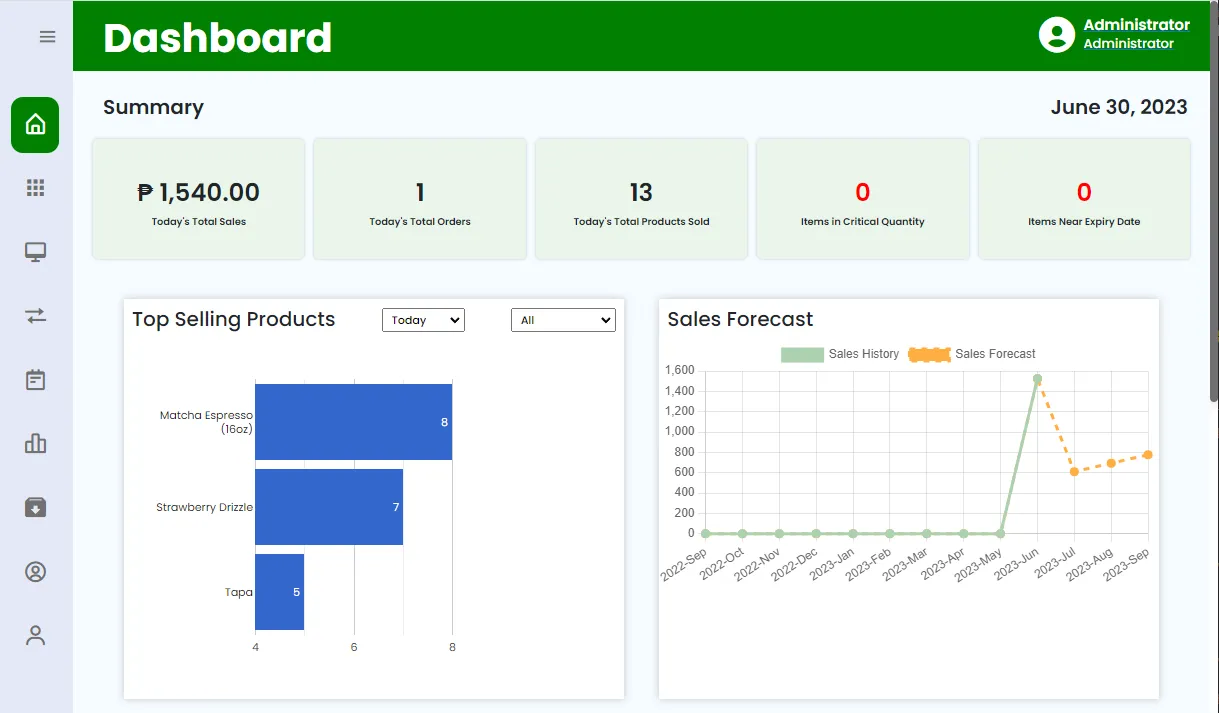 Dashboard
Administrator
Administrator
Summary
June 30, 2023
₱ 1,540.00
Today's Total Sales
1
Today's Total Orders
13
Today's Total Products Sold
0
Items in Critical Quantity
0
Items Near Expiry Date
Top Selling Products
Today
All
Matcha Espresso
(16oz)
8
Strawberry Drizzle
7
Tapa
5
4 6 8
Sales Forecast
Sales History Sales Forecast
1,600
1,400
1,200
1,000
800
600
400
200
0
2022-Sep 2022-Oct 2022-Nov 2022-Dec 2023-Jan 2023-Feb 2023-Mar 2023-Apr 2023-May 2023-Jun 2023-Jul 2023-Aug 2023-Sep